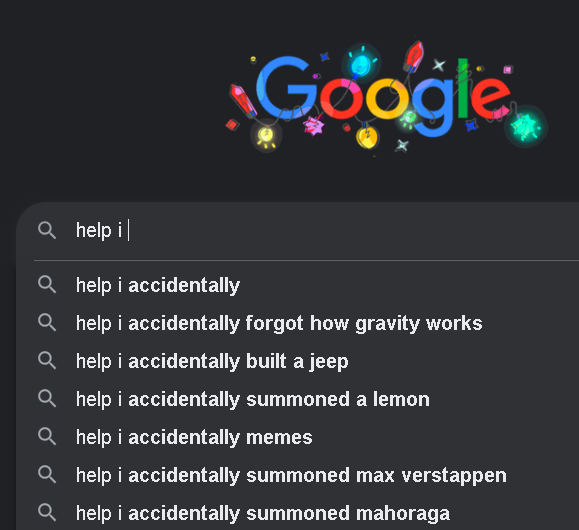 Google
help i
help i accidentally
help i accidentally forgot how gravity works
help i accidentally built a jeep
help i accidentally summoned a lemon
help i accidentally memes
help i accidentally summoned max verstappen
help i accidentally summoned mahoraga